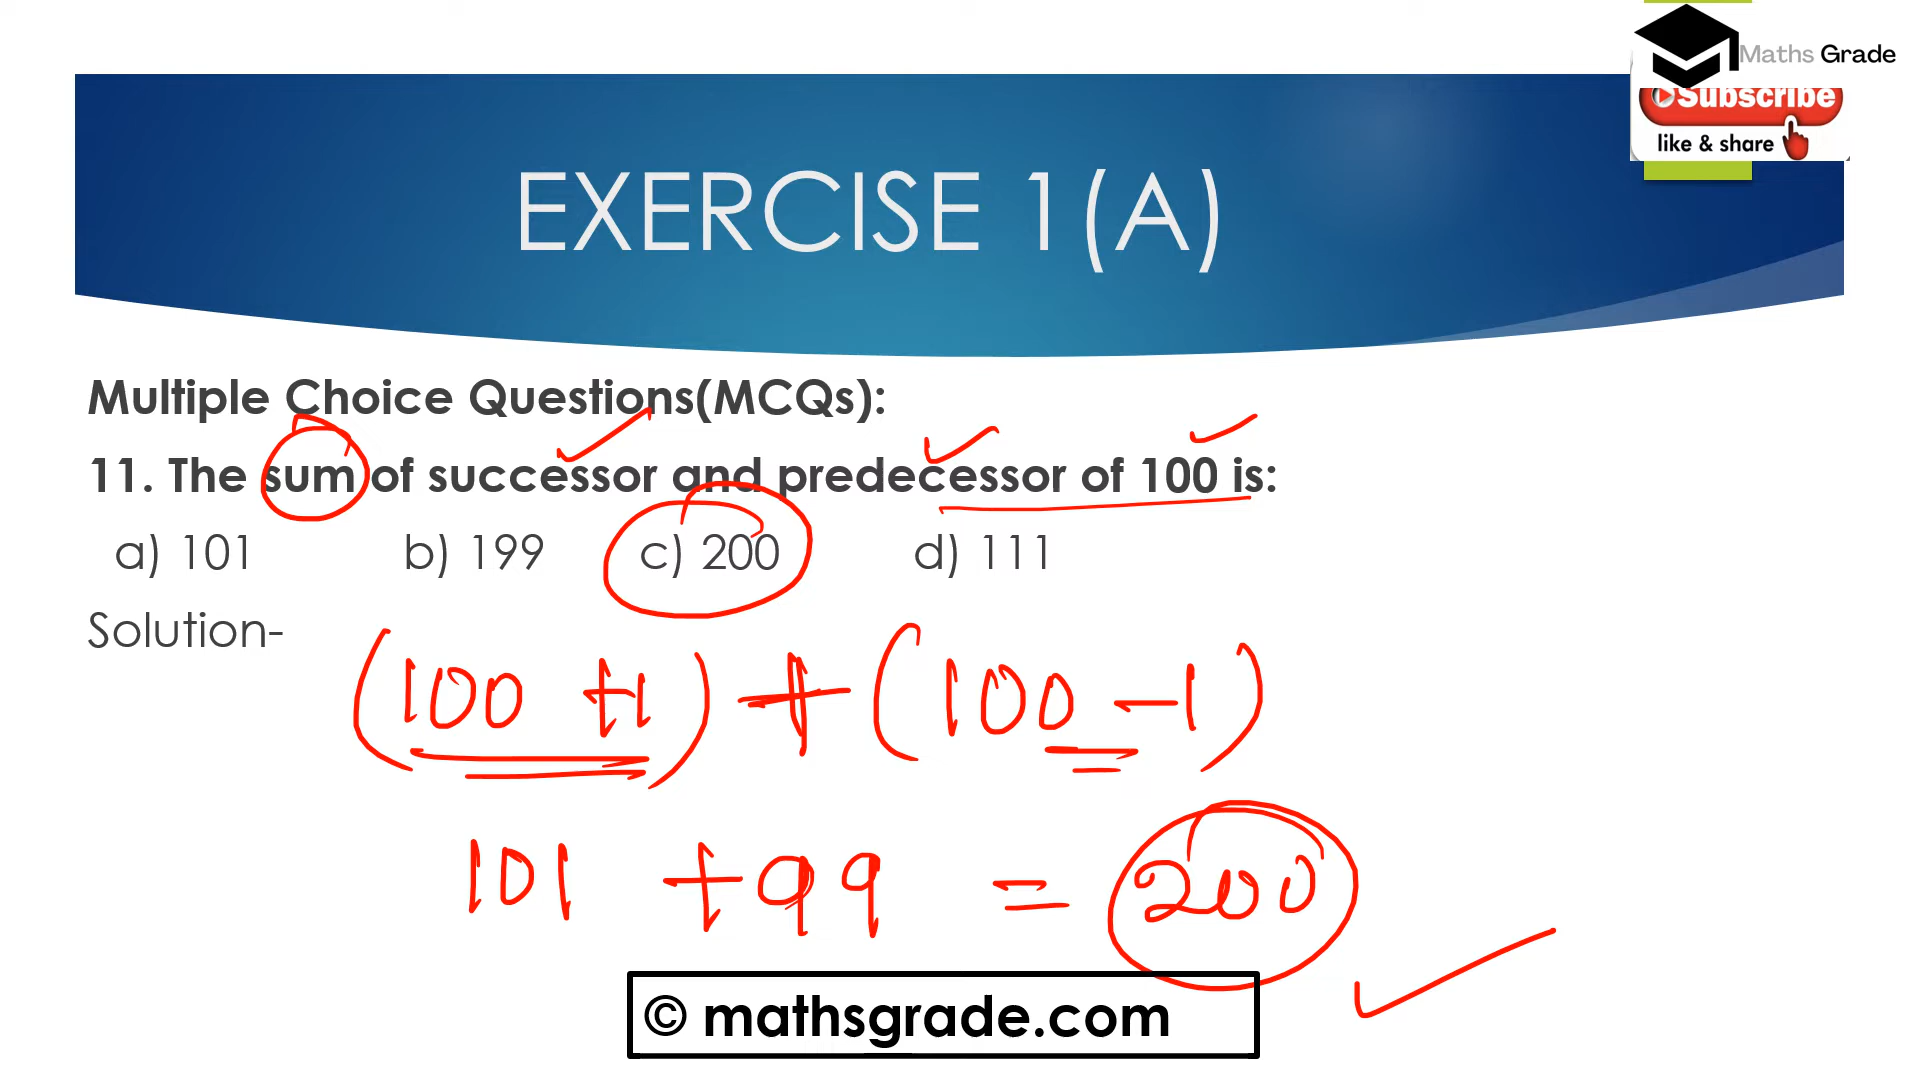 Maths Grade
Subscribe
like & share
EXERCISE 1(A)
Multiple Choice Questions(MCQs):
11. The sum of successor and predecessor of 100 is:
a) 101 b) 199 c) 200 d) 111
Solution-
(100 +1) + (100 -1)
101 +99 = 200
© mathsgrade.com